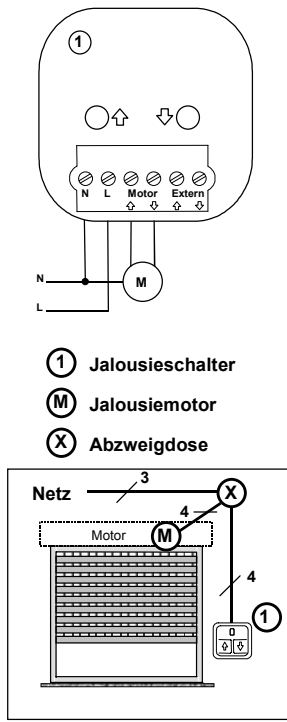 1
N L Motor Extern
N
M
L
1 Jalousieschalter
M Jalousiemotor
X Abzweigdose
Netz 3 X
4
Motor M
4
1
0